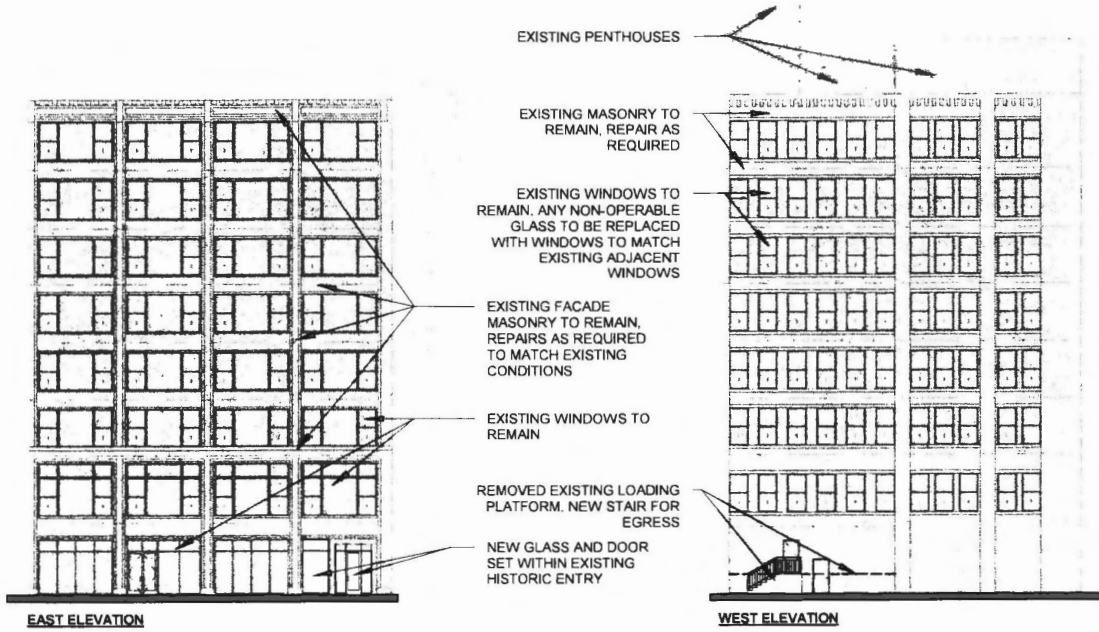 EXISTING PENTHOUSES
EXISTING MASONRY TO
REMAIN, REPAIR AS
REQUIRED
EXISTING WINDOWS TO
REMAIN, ANY NON-OPERABLE
GLASS TO BE REPLACED
WITH WINDOWS TO MATCH
EXISTING ADJACENT
WINDOWS
EXISTING FACADE
MASONRY TO REMAIN,
REPAIRS AS REQUIRED
TO MATCH EXISTING
CONDITIONS
EXISTING WINDOWS TO
REMAIN
REMOVED EXISTING LOADING
PLATFORM, NEW STAIR FOR
EGRESS
NEW GLASS AND DOOR
SET WITHIN EXISTING
HISTORIC ENTRY
EAST ELEVATION
WEST ELEVATION